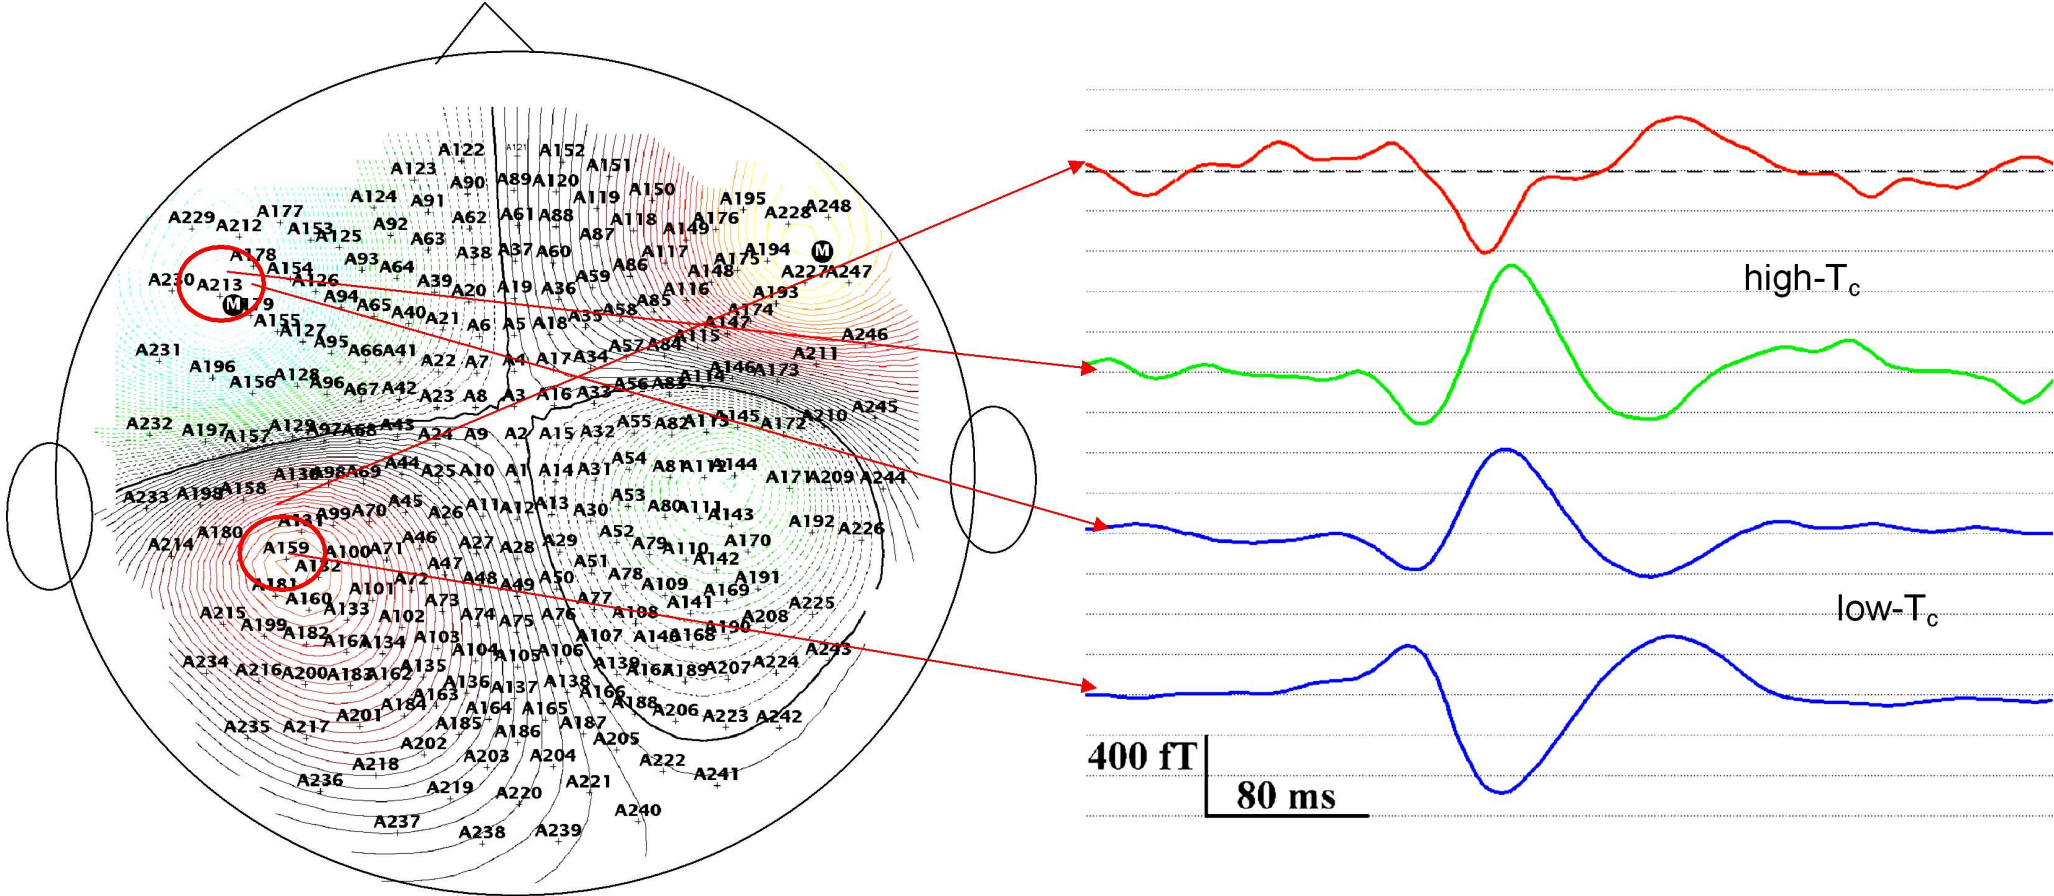 A122 A121 A152
A123 A151
A90 A89 A120
A124 A91 A119 A150
A195
A229 A212 A177 A62 A61 A88 A118 A176 A228 A248
A153 A92 A87 A149
A125 A63
A178 A93 A38 A37 A60 A117 A175 A194
A154 A64 A86 A148
A230 A213 A126 A39 A59 A227 A247
M
A94 A20 A19 A36 A116 A193
M A179 A65 A85
A155 A40 A21 A6 A5 A18 A35 A58 A174
A127 A147
A95 A115 A246
A231 A66 A41 A57 A84 A211
A196 A22 A7 A4 A17 A34 A146 A173
A156 A128 A96 A67 A42 A56 A83 A114
A23 A8 A3 A16 A33
A232 A197 A129 A97 A68 A43 A55 A82 A113 A145 A210 A245
A157 A24 A9 A2 A15 A32 A172
A44 A54
A130 A98 A69 A25 A10 A1 A14 A31 A81 A112 A144 A171 A209 A244
A233 A198 A158
A45 A11 A12 A13 A53
A131 A99 A70 A26 A30 A80 A111 A143
A180 A192 A226
A214 A159 A100 A71 A46 A27 A28 A29 A52 A79 A110 A170
A132 A47 A51 A142
A181 A101 A72 A48 A49 A50 A78 A109 A169 A191
A160 A133 A73 A77 A141 A225
A215 A102 A74 A75 A76 A108 A208
A199 A182 A161 A134 A103 A107 A140 A168 A190
A104 A105 A106 A243
A234 A216 A200 A183 A162 A135 A139 A167 A189 A207 A224
A136 A137 A138 A166
A163 A188
A201 A184 A164 A165 A206
A235 A217 A185 A186 A187 A223 A242
A202 A205
A218 A203 A204 A222
A236 A241
A219 A220 A221
A237 A240
A238 A239
high-Tc
low-Tc
400 fT
80 ms